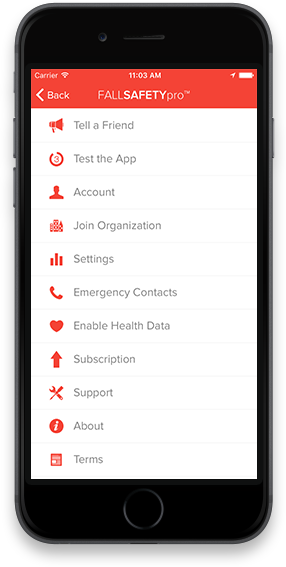 Carrier 11:03 AM
Back FALLSAFETYpro™
Tell a Friend
3 Test the App
Account
Join Organization
Settings
Emergency Contacts
Enable Health Data
Subscription
Support
About
Terms